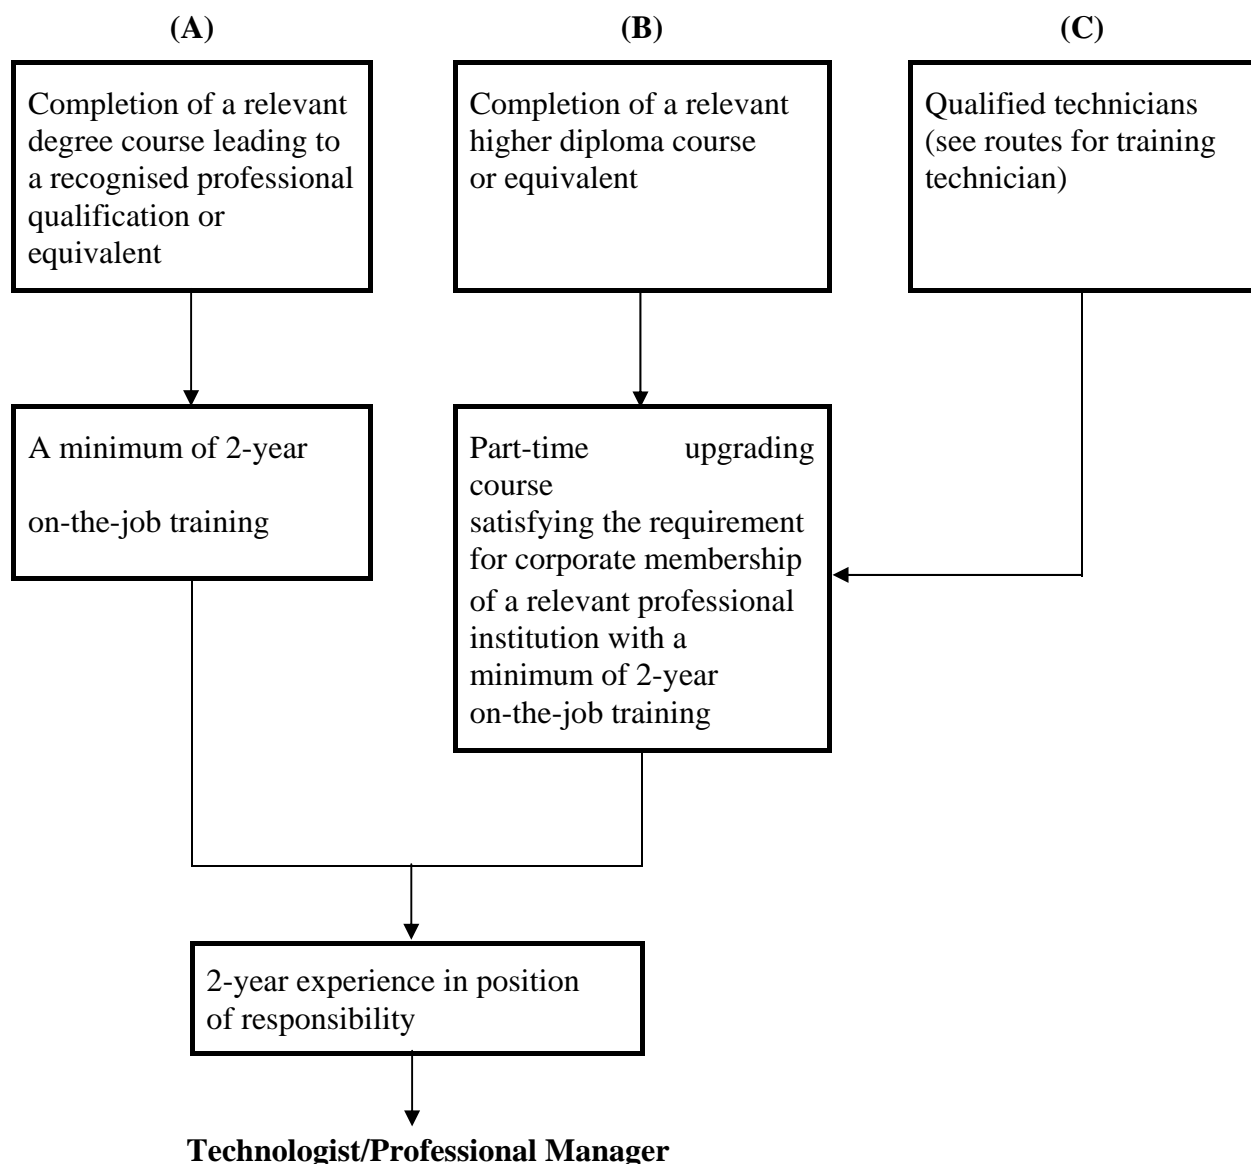 (A)
(B)
(C)
Completion of a relevant
degree course leading to
a recognised professional
qualification or
equivalent
Completion of a relevant
higher diploma course
or equivalent
Qualified technicians
(see routes for training
technician)
A minimum of 2-year
on-the-job training
Part-time upgrading
course
satisfying the requirement
for corporate membership
of a relevant professional
institution with a
minimum of 2-year
on-the-job training
2-year experience in position
of responsibility
Technologist/Professional Manager